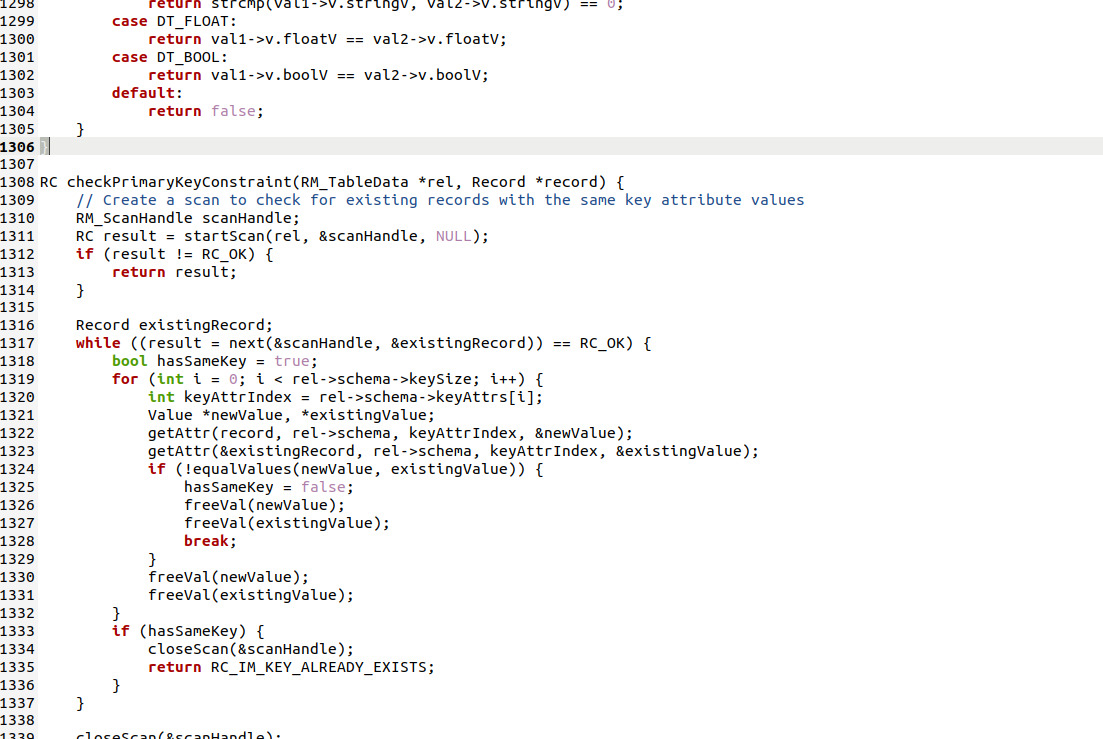 1298             return strcmp(val1->v.stringV, val2->v.stringV) == 0;
1299         case DT_FLOAT:
1300             return val1->v.floatV == val2->v.floatV;
1301         case DT_BOOL:
1302             return val1->v.boolV == val2->v.boolV;
1303         default:
1304             return false;
1305     }
1306 }
1307
1308 RC checkPrimaryKeyConstraint(RM_TableData *rel, Record *record) {
1309     // Create a scan to check for existing records with the same key attribute values
1310     RM_ScanHandle scanHandle;
1311     RC result = startScan(rel, &scanHandle, NULL);
1312     if (result != RC_OK) {
1313         return result;
1314     }
1315
1316     Record existingRecord;
1317     while ((result = next(&scanHandle, &existingRecord)) == RC_OK) {
1318         bool hasSameKey = true;
1319         for (int i = 0; i < rel->schema->keySize; i++) {
1320             int keyAttrIndex = rel->schema->keyAttrs[i];
1321             Value *newValue, *existingValue;
1322             getAttr(record, rel->schema, keyAttrIndex, &newValue);
1323             getAttr(&existingRecord, rel->schema, keyAttrIndex, &existingValue);
1324             if (!equalValues(newValue, existingValue)) {
1325                 hasSameKey = false;
1326                 freeVal(newValue);
1327                 freeVal(existingValue);
1328                 break;
1329             }
1330             freeVal(newValue);
1331             freeVal(existingValue);
1332         }
1333         if (hasSameKey) {
1334             closeScan(&scanHandle);
1335             return RC_IM_KEY_ALREADY_EXISTS;
1336         }
1337     }
1338
1339     closeScan(&scanHandle);